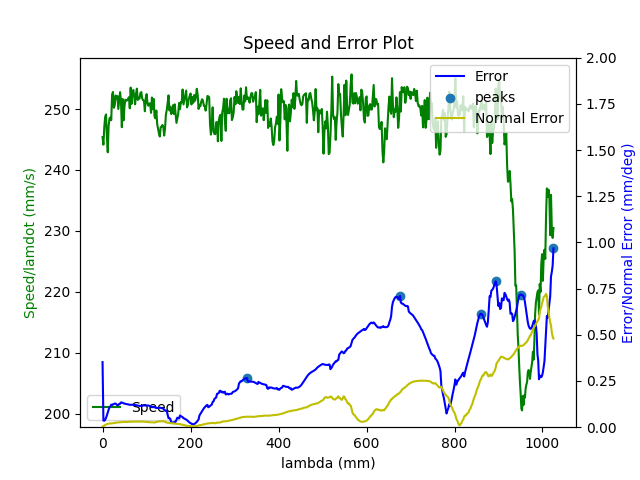 Speed and Error Plot
Error
peaks
Normal Error
Speed
Speed/lamdot (mm/s)
250
240
230
220
210
200
Error/Normal Error (mm/deg)
2.00
1.75
1.50
1.25
1.00
0.75
0.50
0.25
0.00
0 200 400 600 800 1000
lambda (mm)